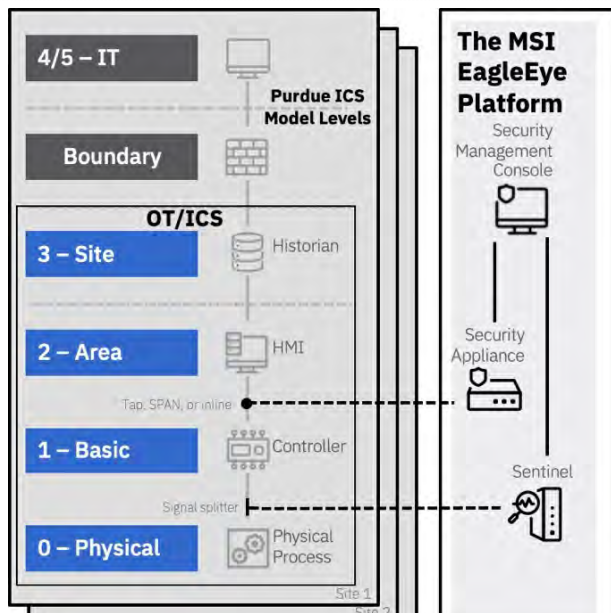 4/5 – IT
Purdue ICS
Model Levels
Boundary
OT/ICS
3 – Site
Historian
2 – Area
HMI
Tap, SPAN, or inline
1 – Basic
Controller
Signal splitter
0 – Physical
Physical
Process
Site 1
Site 2
The MSI
EagleEye
Platform
Security
Management
Console
Security
Appliance
Sentinel